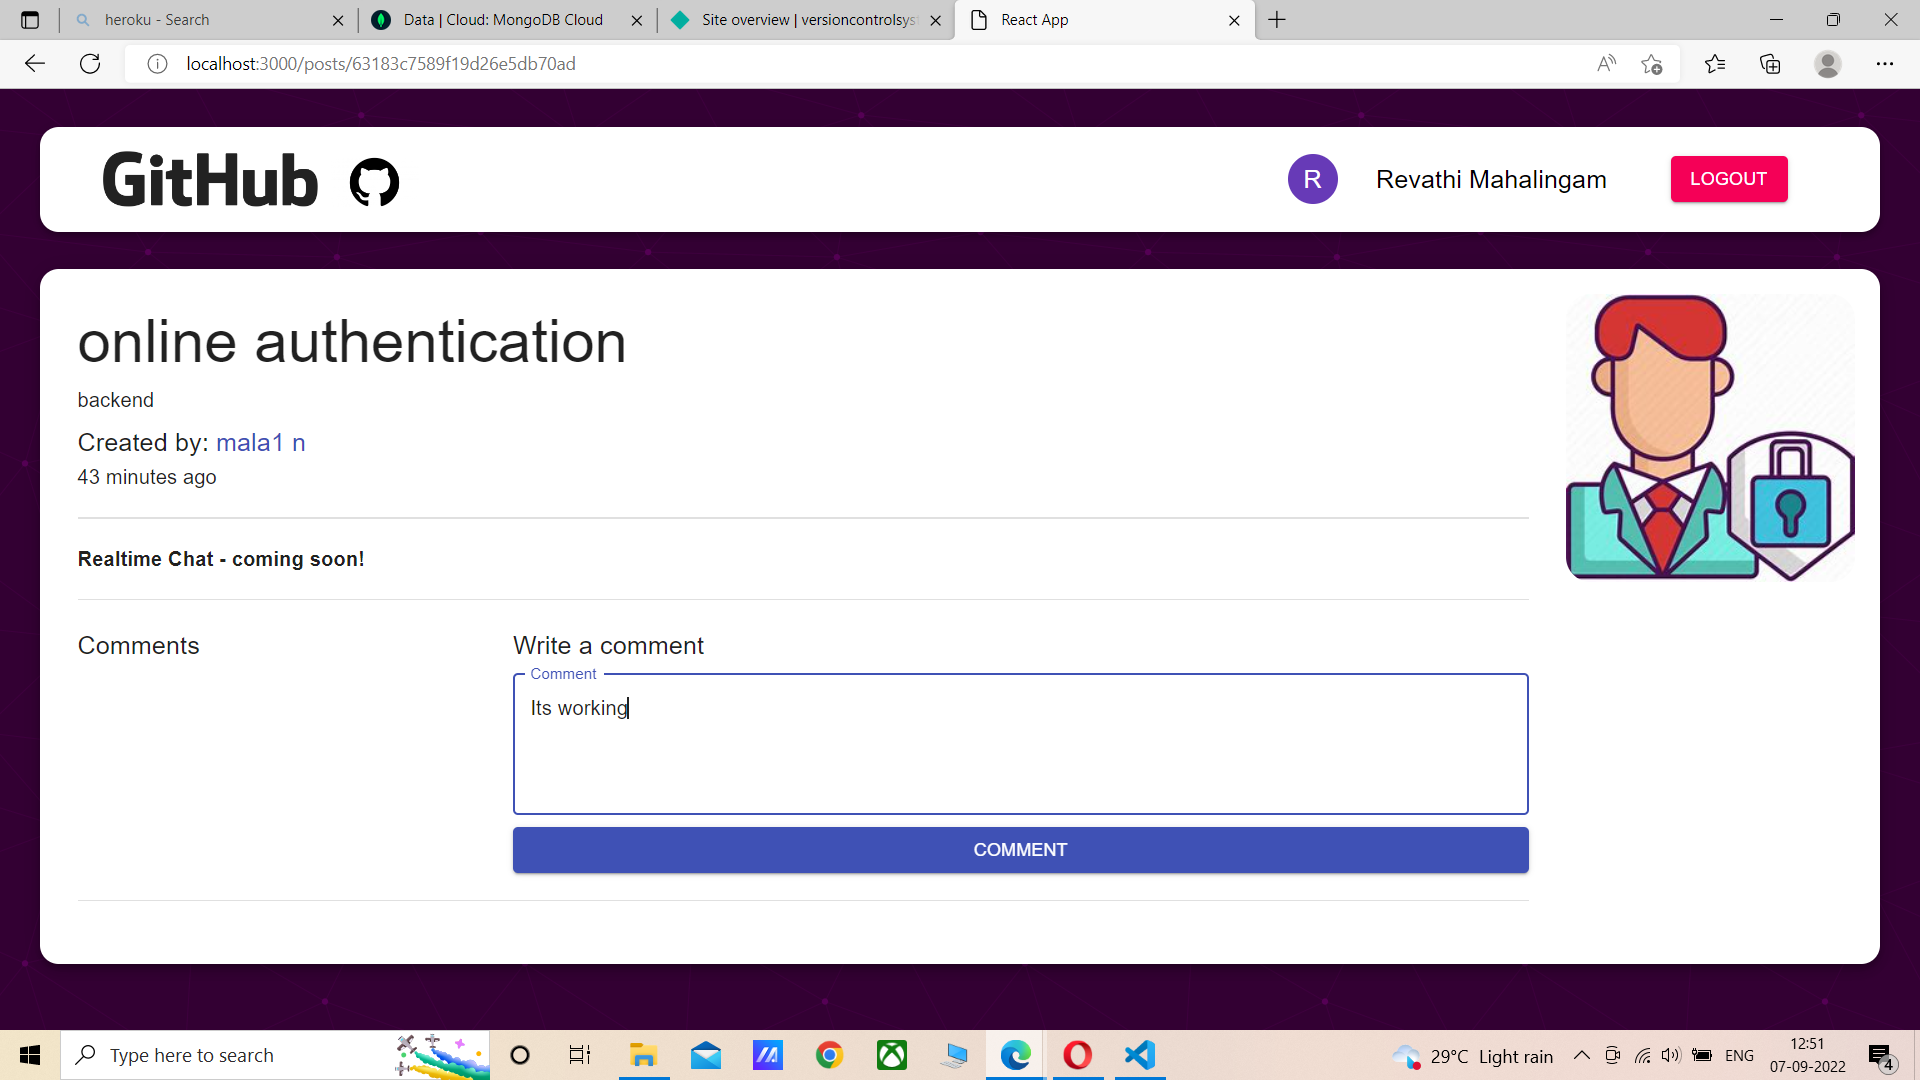 heroku - Search
Data | Cloud: MongoDB Cloud
Site overview | versioncontrolsys
React App
localhost:3000/posts/63183c7589f19d26e5db70ad
GitHub
R
Revathi Mahalingam
LOGOUT
online authentication
backend
Created by: mala1 n
43 minutes ago
Realtime Chat - coming soon!
Comments
Write a comment
Comment
Its working
COMMENT
Type here to search
29°C Light rain
ENG
12:51
07-09-2022
4